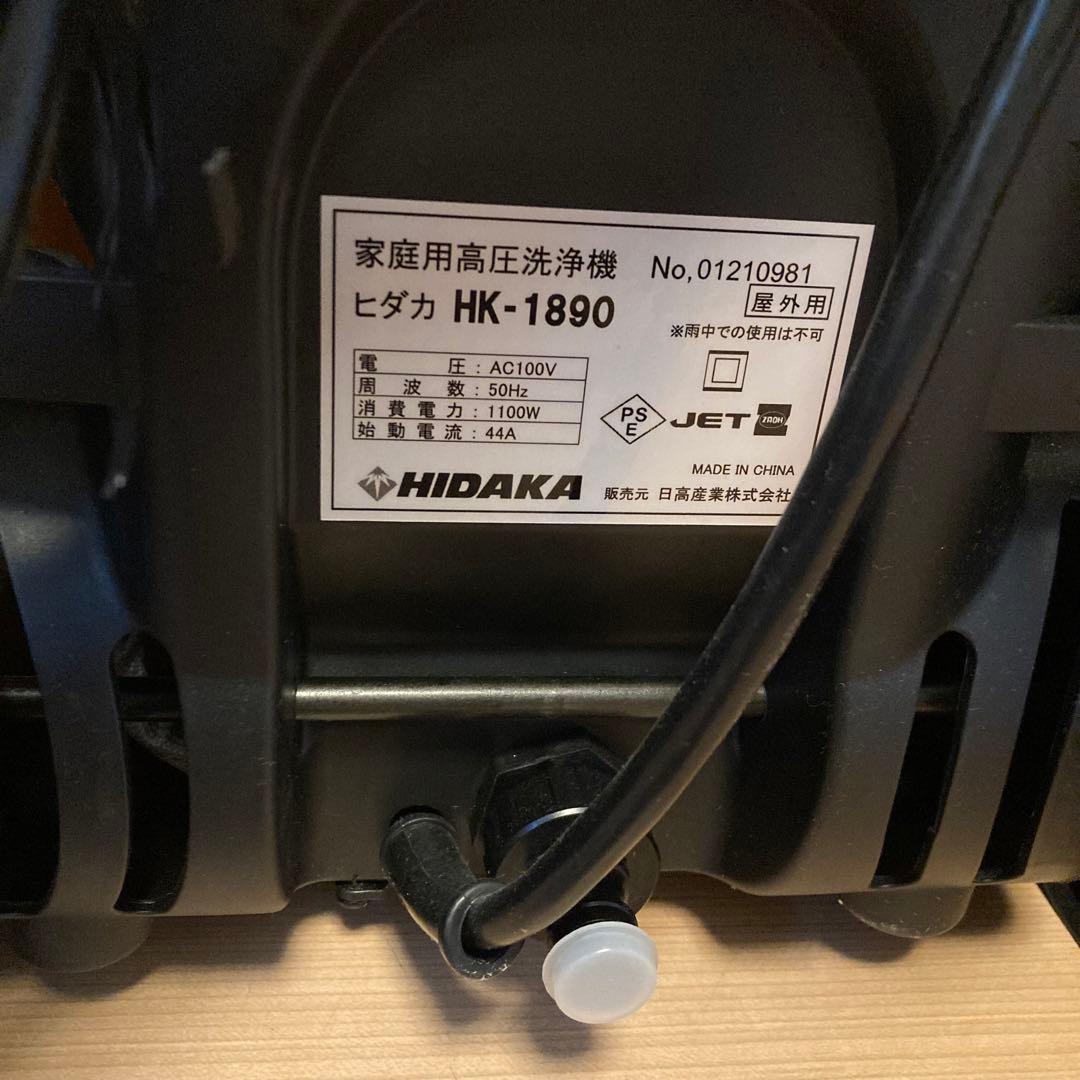 家庭用高圧洗浄機 No,01210981
ヒダカ HK-1890 屋外用
※雨中での使用は不可
電圧:AC100V
周波数:50Hz
消費電力:1100W
始動電流:44A
PS
E
JET
ZAOH
HIDAKA
MADE IN CHINA
販売元 日高産業株式会社